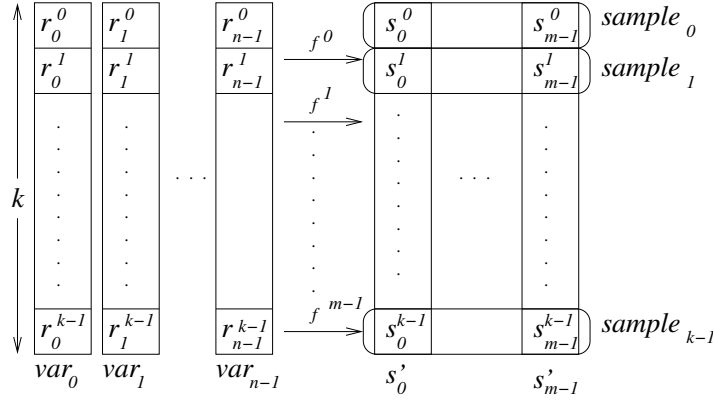 r_0^0 r_1^0 r_{n-1}^0 f^0 s_0^0 s_{m-1}^0 sample_0
r_0^1 r_1^1 r_{n-1}^1 s_0^1 s_{m-1}^1 sample_1
f^1
k . . . . . .
r_0^{k-1} r_1^{k-1} r_{n-1}^{k-1} f^{m-1} s_0^{k-1} s_{m-1}^{k-1} sample_{k-1}
var_0 var_1 var_{n-1} s'_0 s'_{m-1}